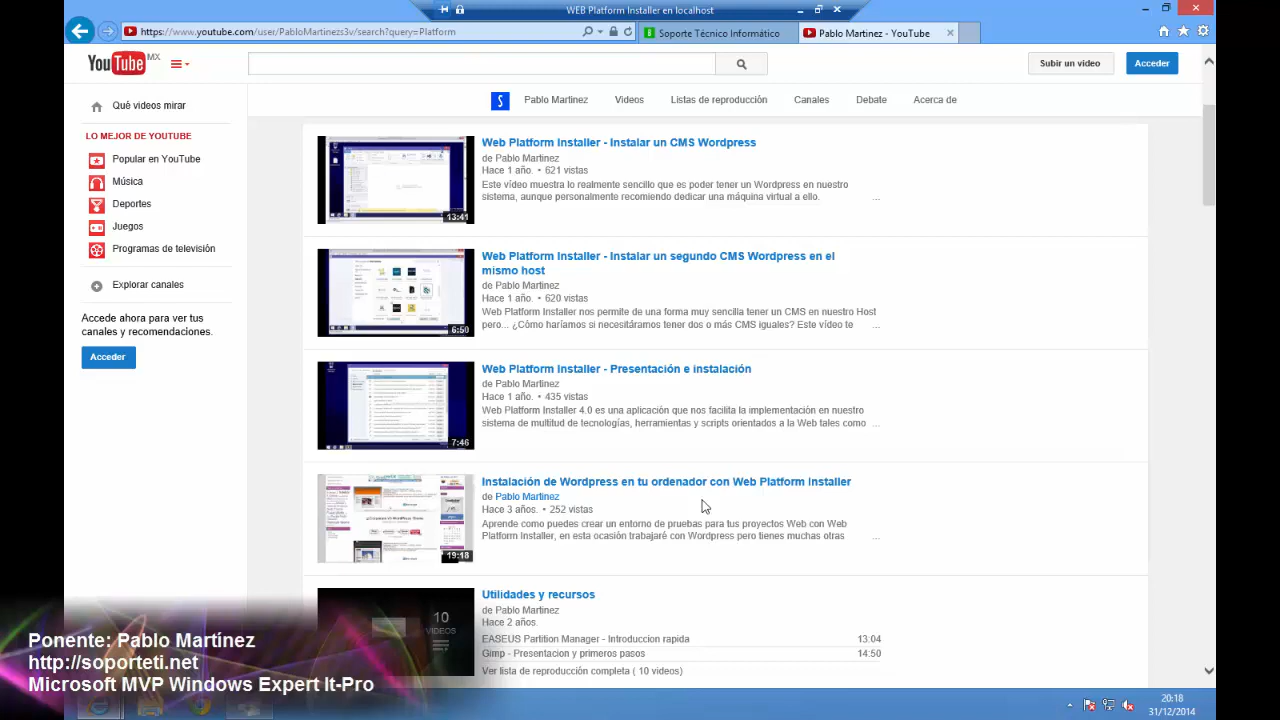 WEB Platform Installer en localhost
https://www.youtube.com/user/PabloMartinezs3v/search?query=Platform
Soporte Técnico Informático
Pablo Martinez - YouTube
YouTube MX
Subir un video
Acceder
Pablo Martinez
Videos
Listas de reproducción
Canales
Debate
Acerca de
Qué videos mirar
LO MEJOR DE YOUTUBE
Popular en YouTube
Música
Deportes
Juegos
Programas de televisión
Explorar canales
Accede ahora para ver tus
canales y recomendaciones.
Acceder
Web Platform Installer - Instalar un CMS Wordpress
de Pablo Martinez
Hace 1 año. • 621 vistas
Este vídeo muestra lo realmente sencillo que es poder tener un Wordpress en nuestro
sistema, aunque personalmente recomiendo dedicar una máquina virtual a ello. ...
13:41
Web Platform Installer - Instalar un segundo CMS Wordpress en el
mismo host
de Pablo Martinez
Hace 1 año. • 620 vistas
Web Platform Installer nos permite de una forma muy sencilla tener un CMS en nuestro Host
pero... ¿Cómo haríamos si necesitáramos tener dos o más CMS iguales? Este vídeo te ...
6:50
Web Platform Installer - Presentación e instalación
de Pablo Martinez
Hace 1 año. • 435 vistas
Web Platform Installer 4.0 es una aplicación que nos facilita la implementación en nuestro
sistema de multitud de tecnologías, herramientas y scripts orientados a la Web tales como ...
7:46
Instalación de Wordpress en tu ordenador con Web Platform Installer
de Pablo Martinez
Hace 3 años. • 252 vistas
Aprende como puedes crear un entorno de pruebas para tus proyectos Web con Web
Platform Installer, en esta ocasión trabajaré con Wordpress pero tienes muchas otras ...
19:18
Utilidades y recursos
de Pablo Martinez
Hace 2 años.
10
VIDEOS
EASEUS Partition Manager - Introduccion rapida 13:04
Gimp - Presentacion y primeros pasos 14:50
Ver lista de reproducción completa ( 10 videos)
Ponente: Pablo Martínez
http://soporteti.net
Microsoft MVP Windows Expert It-Pro
20:18
31/12/2014